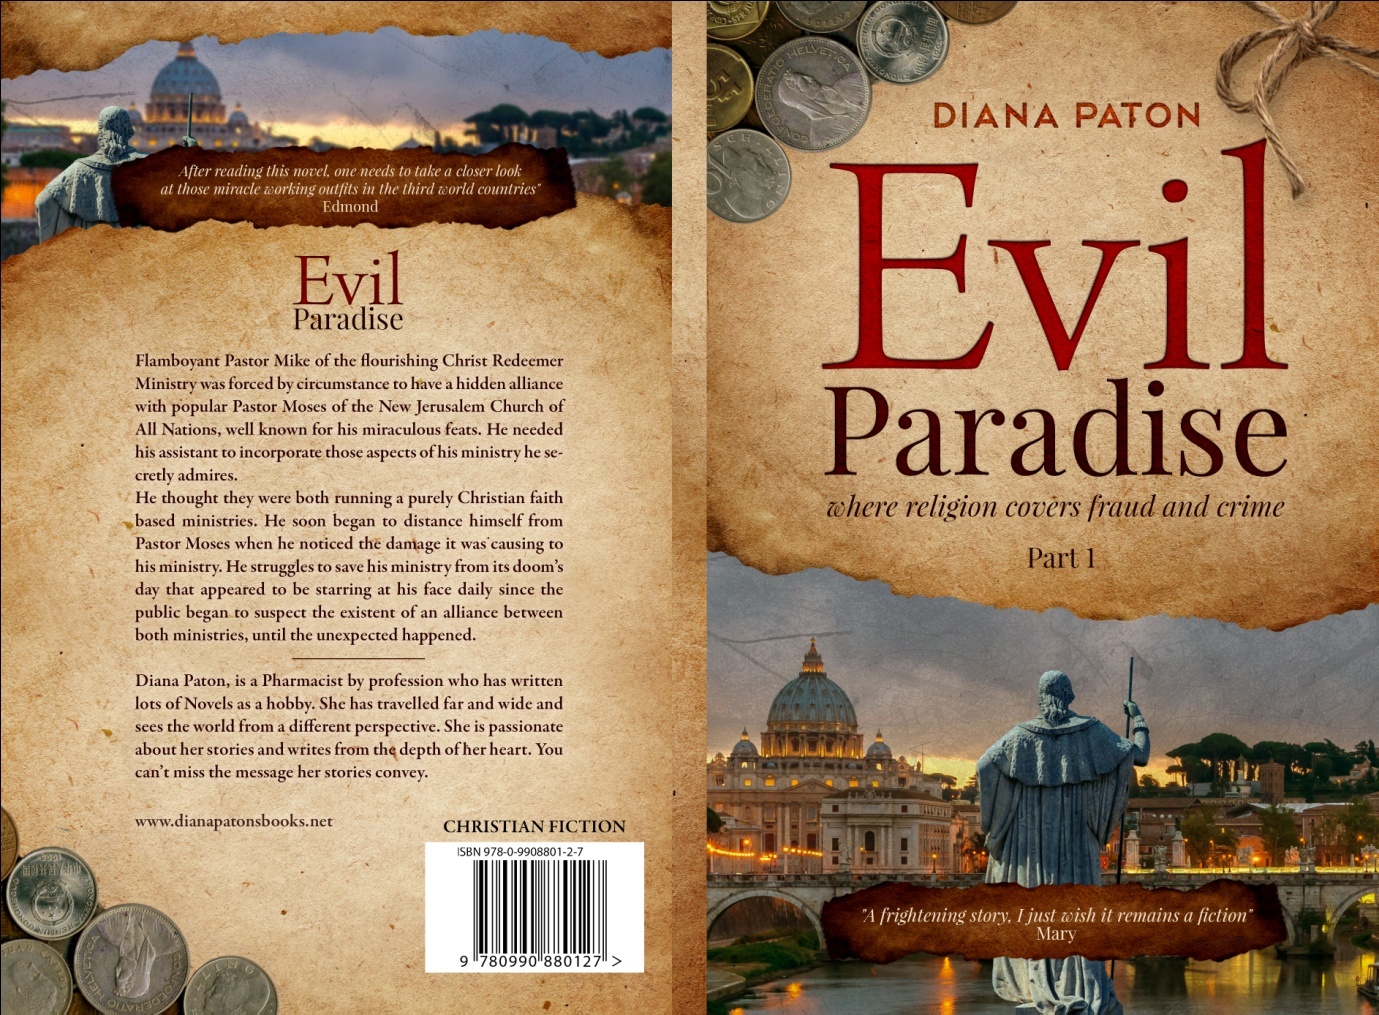 After reading this novel, one needs to take a closer look
at those miracle working outfits in the third world countries"
Edmond
Evil
Paradise
Flamboyant Pastor Mike of the flourishing Christ Redeemer
Ministry was forced by circumstance to have a hidden alliance
with popular Pastor Moses of the New Jerusalem Church of
All Nations, well known for his miraculous feats. He needed
his assistant to incorporate those aspects of his ministry he se-
cretly admires.
He thought they were both running a purely Christian faith
based ministries. He soon began to distance himself from
Pastor Moses when he noticed the damage it was causing to
his ministry. He struggles to save his ministry from its doom's
day that appeared to be starring at his face daily since the
public began to suspect the existent of an alliance between
both ministries, until the unexpected happened.
Diana Paton, is a Pharmacist by profession who has written
lots of Novels as a hobby. She has travelled far and wide and
sees the world from a different perspective. She is passionate
about her stories and writes from the depth of her heart. You
can't miss the message her stories convey.
www.dianapatonsbooks.net
CHRISTIAN FICTION
ISBN 978-0-9908801-2-7
9 780990 880127 >
DIANA PATON
Evil
Paradise
where religion covers fraud and crime
Part 1
"A frightening story, I just wish it remains a fiction"
Mary
CONFOEDERATIO HELVETICA